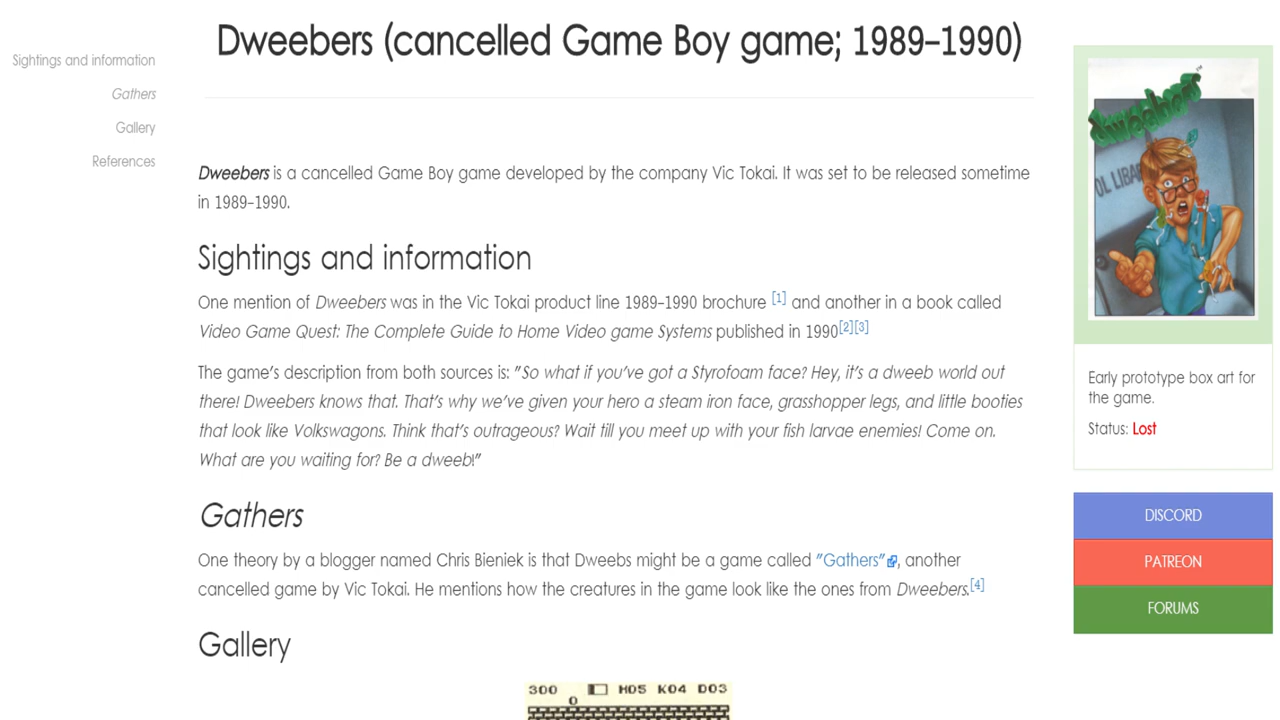 Dweebers (cancelled Game Boy game; 1989–1990)
Sightings and information
Gathers
Gallery
References
Dweebers is a cancelled Game Boy game developed by the company Vic Tokai. It was set to be released sometime
in 1989–1990.
Sightings and information
One mention of Dweebers was in the Vic Tokai product line 1989–1990 brochure [1] and another in a book called
Video Game Quest: The Complete Guide to Home Video game Systems published in 1990[2][3]
The game's description from both sources is: "So what if you've got a Styrofoam face? Hey, it's a dweeb world out
there! Dweebers knows that. That's why we've given your hero a steam iron face, grasshopper legs, and little booties
that look like Volkswagons. Think that's outrageous? Wait till you meet up with your fish larvae enemies! Come on.
What are you waiting for? Be a dweeb!"
Gathers
One theory by a blogger named Chris Bieniek is that Dweebs might be a game called "Gathers", another
cancelled game by Vic Tokai. He mentions how the creatures in the game look like the ones from Dweebers.[4]
Gallery
300 M05 K04 D03
0
dweebers
OL LIBRA
Early prototype box art for
the game.
Status: Lost
DISCORD
PATREON
FORUMS